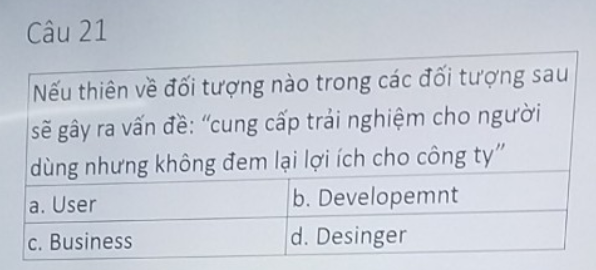 Câu 21
Nếu thiên về đối tượng nào trong các đối tượng sau
sẽ gây ra vấn đề: “cung cấp trải nghiệm cho người
dùng nhưng không đem lại lợi ích cho công ty”
a. User
b. Developemnt
c. Business
d. Desinger